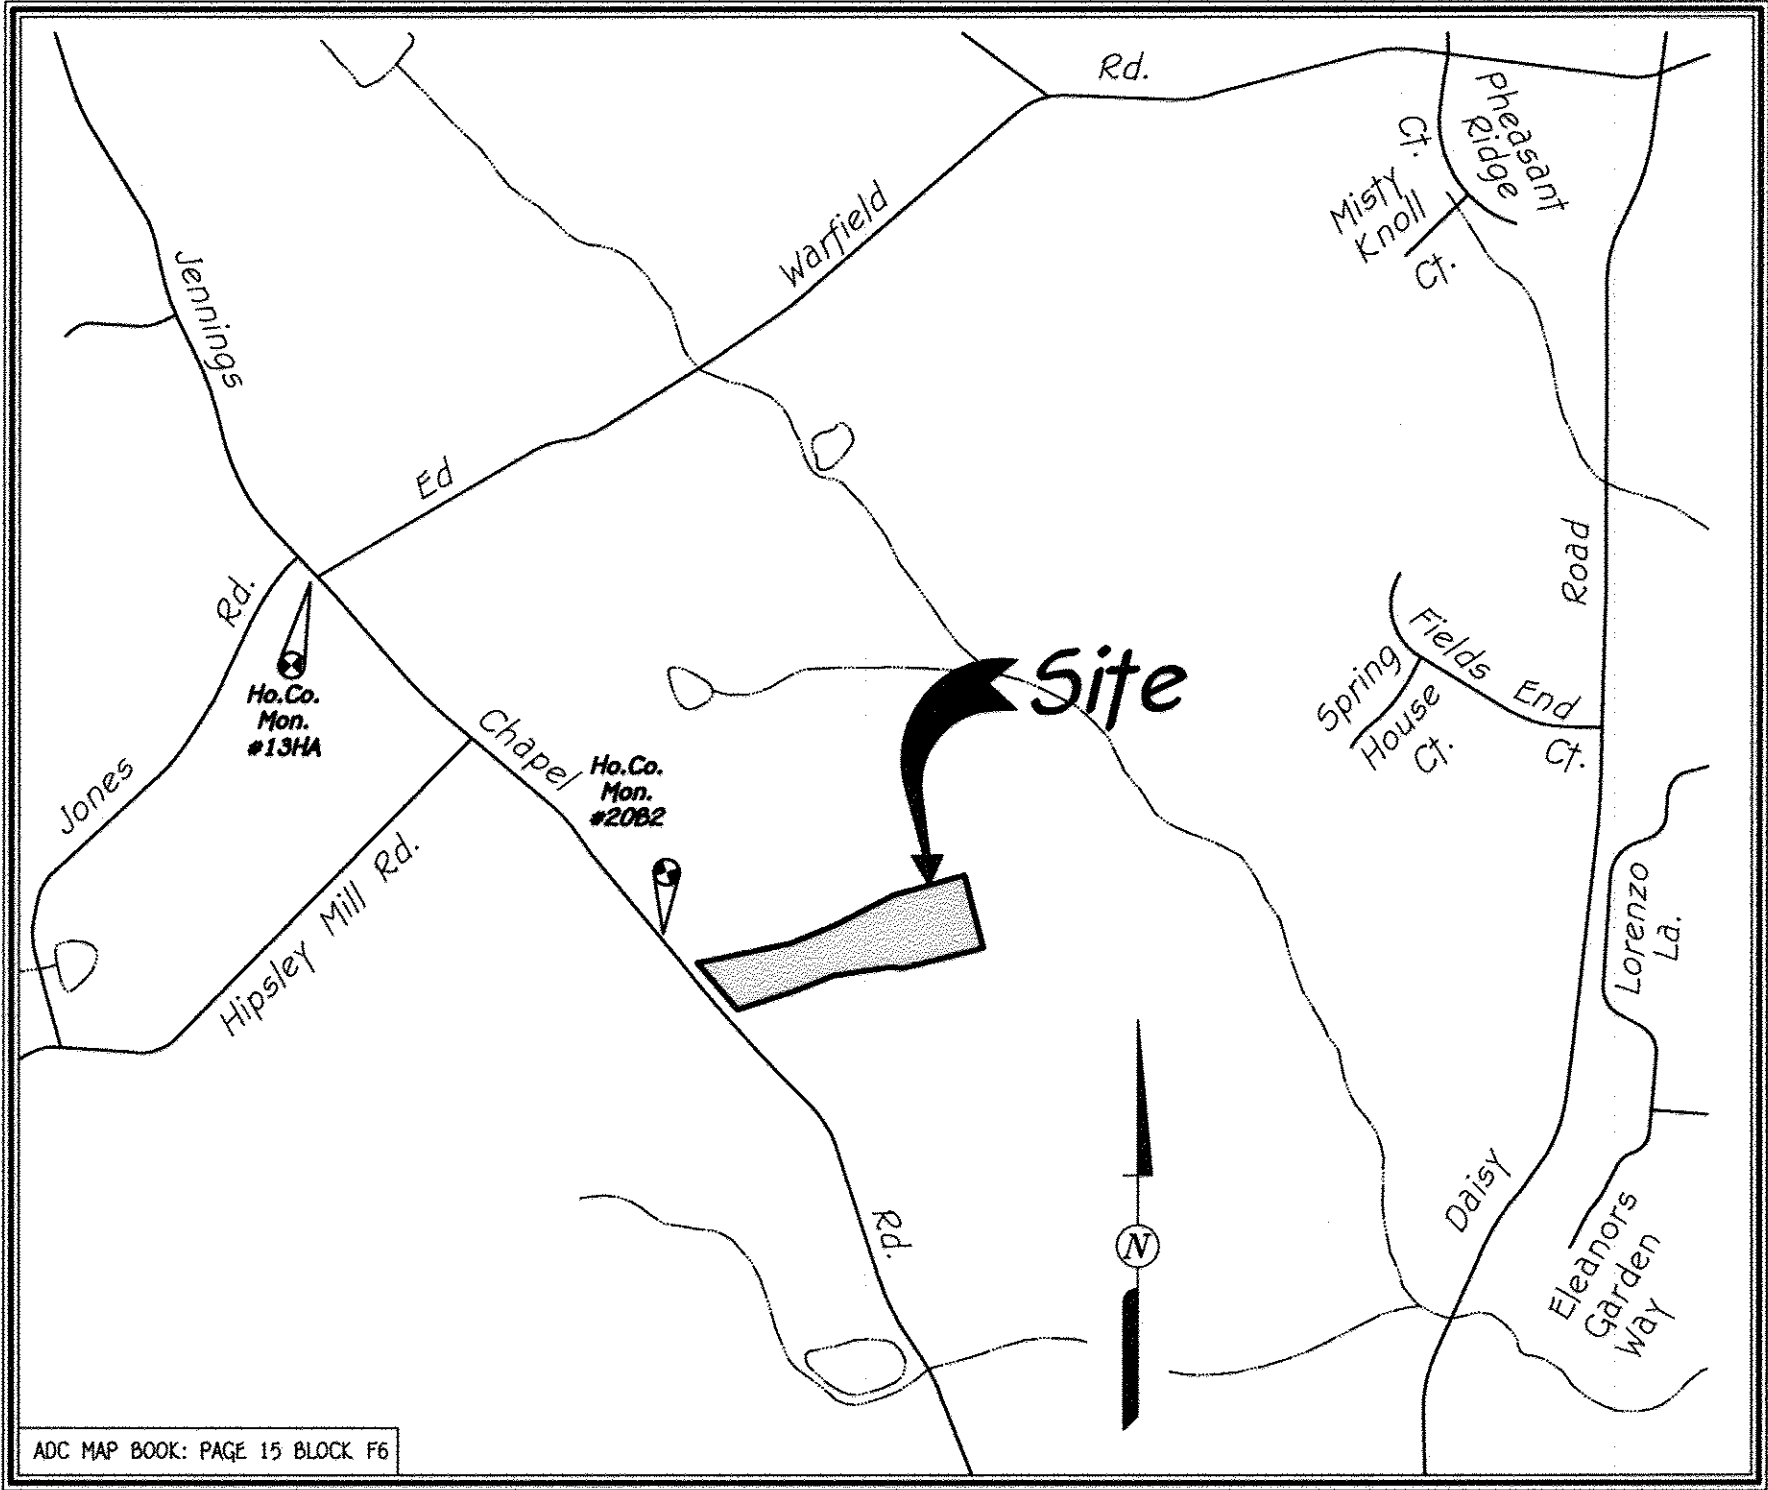 Rd.
Pheasant
Ridge
Ct.
Misty
Knoll
Ct.
Warfield
Jennings
Ed
Road
Rd.
Ho.Co.
Mon.
#13HA
Site
Fields
End
Ct.
Spring
House
Ct.
Chapel
Ho.Co.
Mon.
#20B2
Jones
Hipsley Mill Rd.
Lorenzo
La.
Daisy
Rd.
N
Eleanors
Garden
Way
ADC MAP BOOK: PAGE 15 BLOCK F6